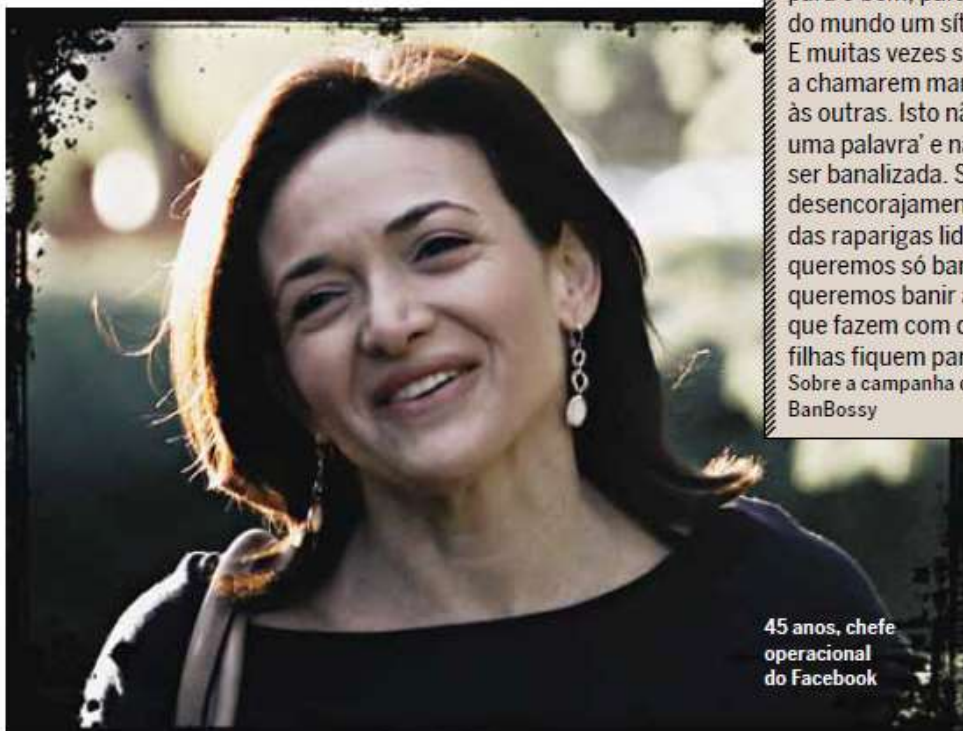 do mundo um sít
E muitas vezes s
a chamarem mar
às outras. Isto nã
uma palavra' e na
ser banalizada. S
desencorajamen
das raparigas lid
queremos só ban
queremos banir a
que fazem com q
filhas fiquem par
Sobre a campanha d
BanBossy
45 anos, chefe
operacional
do Facebook